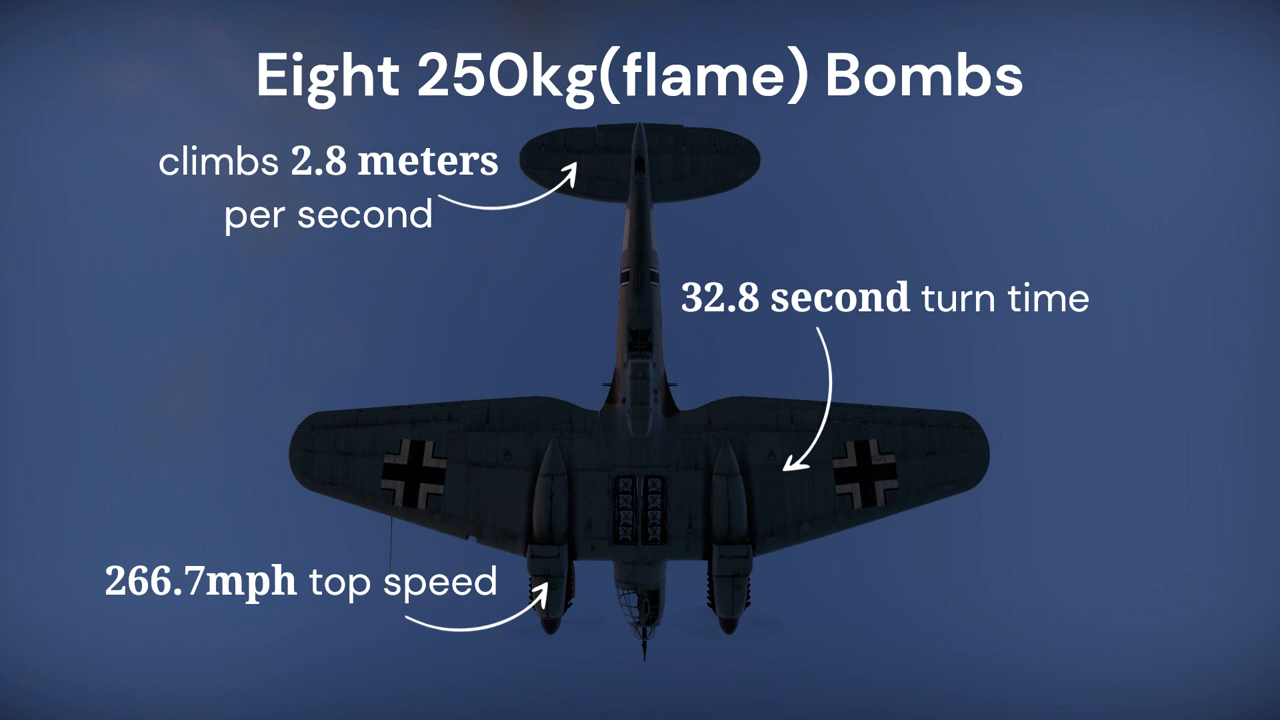 Eight 250kg(flame) Bombs
climbs 2.8 meters
per second
32.8 second turn time
266.7mph top speed